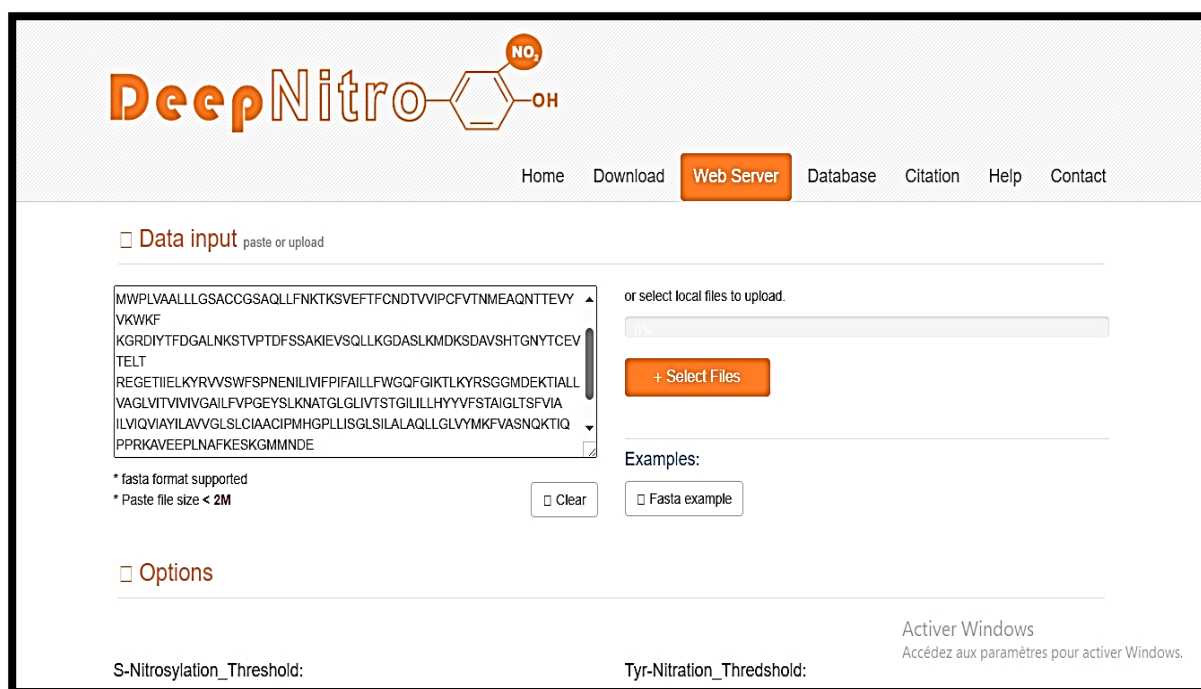 DeepNitro
NO2
OH
Home Download Web Server Database Citation Help Contact
Data input paste or upload
MWPLVAALLLGSACCGSAQLLFNKTKSVEFTFCNDTVVIPCFVTNMEAQNTTEVY
VKWKF
KGRDIYTFDGALNKSTVPTDFSSAKIEVSQLLKGDASLKMDKSDAVSHTGNYTCEV
TELT
REGETIIELKYRVVSWFSPNENILIVIFPIFAILLFWGQFGIKTLKYRSGGMDEKTIALL
VAGLVITVIVIVGAILFVPGEYSLKNATGLGLIVTSTGILILLHYYVFSTAIGLTSFVIA
ILVIQVIAYILAVVGLSLCIAACIPMHGPLLISGLSILALAQLLGLVYMKFVASNQKTIQ
PPRKAVEEPLNAFKESKGMMNDE
* fasta format supported
* Paste file size < 2M
Clear
or select local files to upload.
0%
+ Select Files
Examples:
Fasta example
Options
S-Nitrosylation_Threshold:
Tyr-Nitration_Thredshold:
Activer Windows
Accédez aux paramètres pour activer Windows.